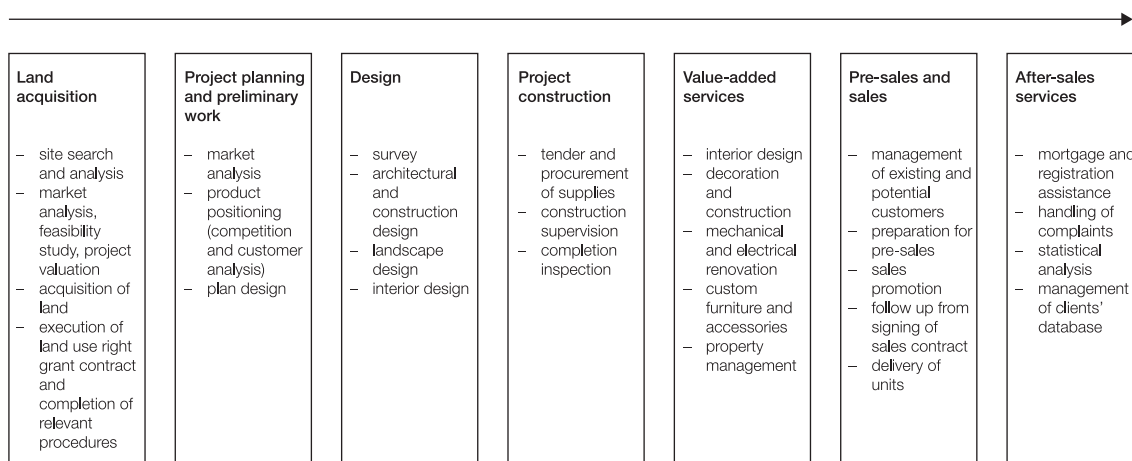 Land
acquisition
– site search
and analysis
– market
analysis,
feasibility
study, project
valuation
– acquisition of
land
– execution of
land use right
grant contract
and
completion of
relevant
procedures
Project planning
and preliminary
work
– market
analysis
– product
positioning
(competition
and customer
analysis)
– plan design
Design
– survey
– architectural
and
construction
design
– landscape
design
– interior design
Project
construction
– tender and
procurement
of supplies
– construction
supervision
– completion
inspection
Value-added
services
– interior design
– decoration
and
construction
– mechanical
and electrical
renovation
– custom
furniture and
accessories
– property
management
Pre-sales and
sales
– management
of existing and
potential
customers
– preparation for
pre-sales
– sales
promotion
– follow up from
signing of
sales contract
– delivery of
units
After-sales
services
– mortgage and
registration
assistance
– handling of
complaints
– statistical
analysis
– management
of clients'
database